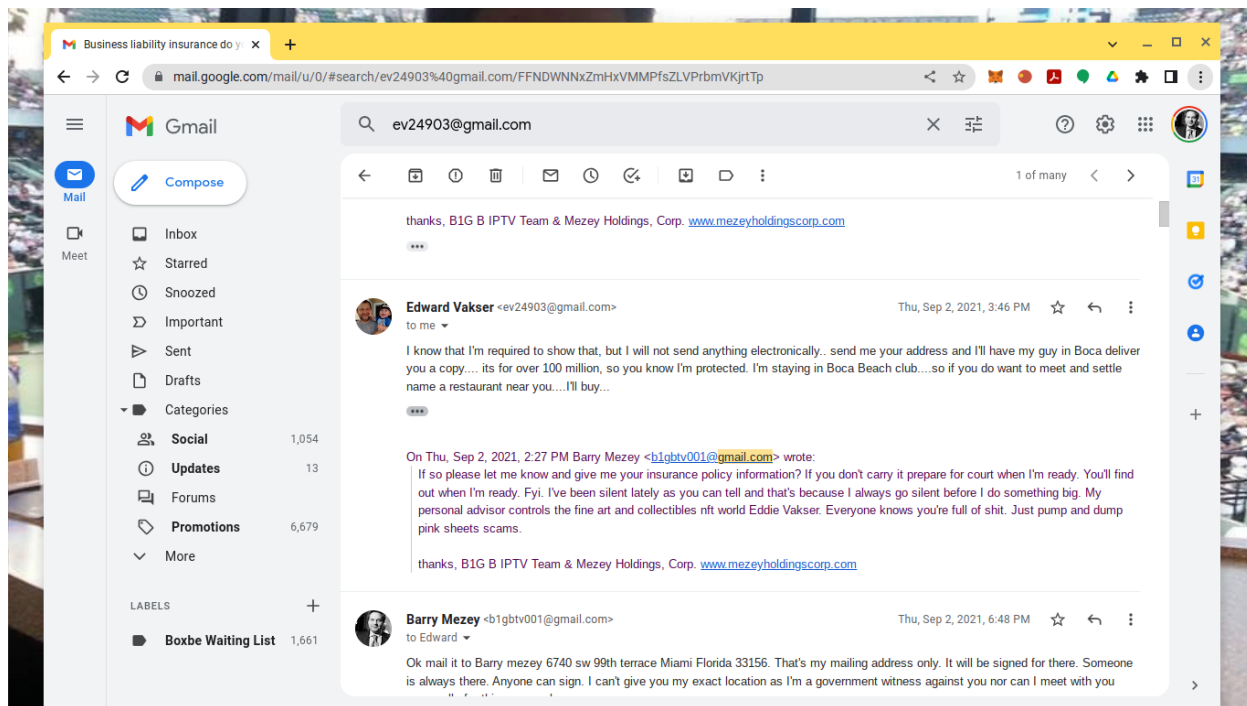 Business liability insurance do y
mail.google.com/mail/u/0/#search/ev24903%40gmail.com/FFNDWNNxZmHxVMMPfsZLVPrbmVKjrtTp
Gmail
ev24903@gmail.com
Mail
Meet
Compose
Inbox
Starred
Snoozed
Important
Sent
Drafts
Categories
Social 1,054
Updates 13
Forums
Promotions 6,679
More
LABELS
Boxbe Waiting List 1,661
1 of many
31
thanks, B1G B IPTV Team & Mezey Holdings, Corp. www.mezeyholdingscorp.com
Edward Vakser <ev24903@gmail.com> Thu, Sep 2, 2021, 3:46 PM
to me
I know that I'm required to show that, but I will not send anything electronically.. send me your address and I'll have my guy in Boca deliver
you a copy.... its for over 100 million, so you know I'm protected. I'm staying in Boca Beach club....so if you do want to meet and settle
name a restaurant near you....I'll buy...
On Thu, Sep 2, 2021, 2:27 PM Barry Mezey <b1gbtv001@gmail.com> wrote:
If so please let me know and give me your insurance policy information? If you don't carry it prepare for court when I'm ready. You'll find
out when I'm ready. Fyi. I've been silent lately as you can tell and that's because I always go silent before I do something big. My
personal advisor controls the fine art and collectibles nft world Eddie Vakser. Everyone knows you're full of shit. Just pump and dump
pink sheets scams.
thanks, B1G B IPTV Team & Mezey Holdings, Corp. www.mezeyholdingscorp.com
Barry Mezey <b1gbtv001@gmail.com> Thu, Sep 2, 2021, 6:48 PM
to Edward
Ok mail it to Barry mezey 6740 sw 99th terrace Miami Florida 33156. That's my mailing address only. It will be signed for there. Someone
is always there. Anyone can sign. I can't give you my exact location as I'm a government witness against you nor can I meet with you